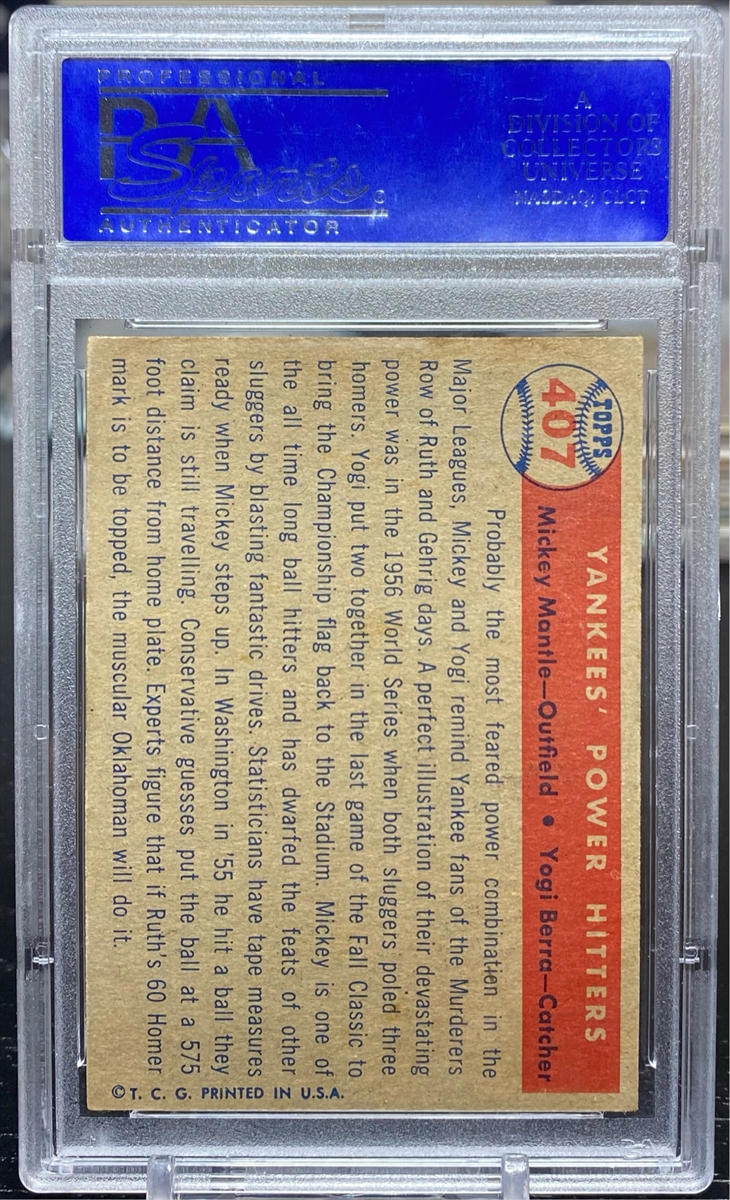 PROFESSIONAL
PSA
Sports
AUTHENTICATOR
A
DIVISION OF
COLLECTORS
UNIVERSE
NASDAQ: CLCT
TOPPS
407
YANKEES' POWER HITTERS
Mickey Mantle—Outfield • Yogi Berra—Catcher
Probably the most feared power combination in the
Major Leagues, Mickey and Yogi remind Yankee fans of the Murderers
Row of Ruth and Gehrig days. A perfect illustration of their devastating
power was in the 1956 World Series when both sluggers poled three
homers. Yogi put two together in the last game of the Fall Classic to
bring the Championship flag back to the Stadium. Mickey is one of
the all time long ball hitters and has dwarfed the feats of other
sluggers by blasting fantastic drives. Statisticians have tape measures
ready when Mickey steps up. In Washington in '55 he hit a ball they
claim is still travelling. Conservative guesses put the ball at a 575
foot distance from home plate. Experts figure that if Ruth's 60 Homer
mark is to be topped, the muscular Oklahoman will do it.
© T. C. G. PRINTED IN U.S.A.